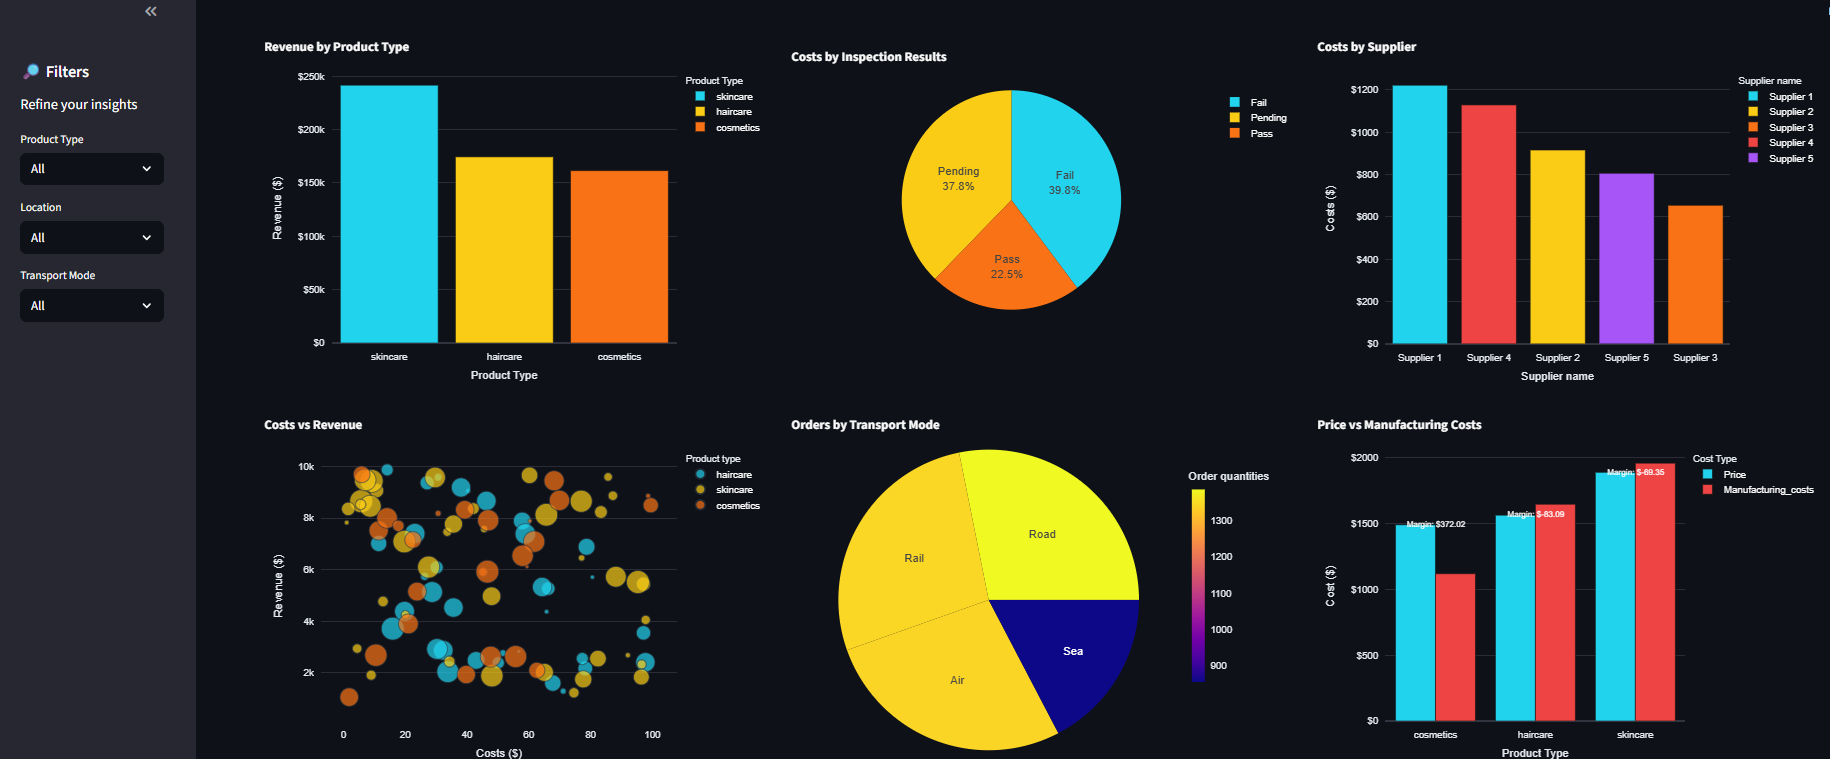 Filters
Refine your insights
Product Type
All
Location
All
Transport Mode
All
Revenue by Product Type
$250k
$200k
$150k
$100k
$50k
$0
Revenue ($)
skincare
haircare
cosmetics
Product Type
Product Type
skincare
haircare
cosmetics
Costs by Inspection Results
Pending
37.8%
Fail
39.8%
Pass
22.5%
Fail
Pending
Pass
Costs by Supplier
$1200
$1000
$800
$600
$400
$200
$0
Costs ($)
Supplier 1
Supplier 4
Supplier 2
Supplier 5
Supplier 3
Supplier name
Supplier name
Supplier 1
Supplier 2
Supplier 3
Supplier 4
Supplier 5
Costs vs Revenue
10k
8k
6k
4k
2k
Revenue ($)
0
20
40
60
80
100
Costs ($)
Product type
haircare
skincare
cosmetics
Orders by Transport Mode
Rail
Road
Sea
Air
Order quantities
1300
1200
1100
1000
900
Price vs Manufacturing Costs
$2000
$1500
$1000
$500
$0
Cost ($)
Margin: $372.02
Margin: $-83.09
Margin: $-69.35
cosmetics
haircare
skincare
Product Type
Cost Type
Price
Manufacturing_costs